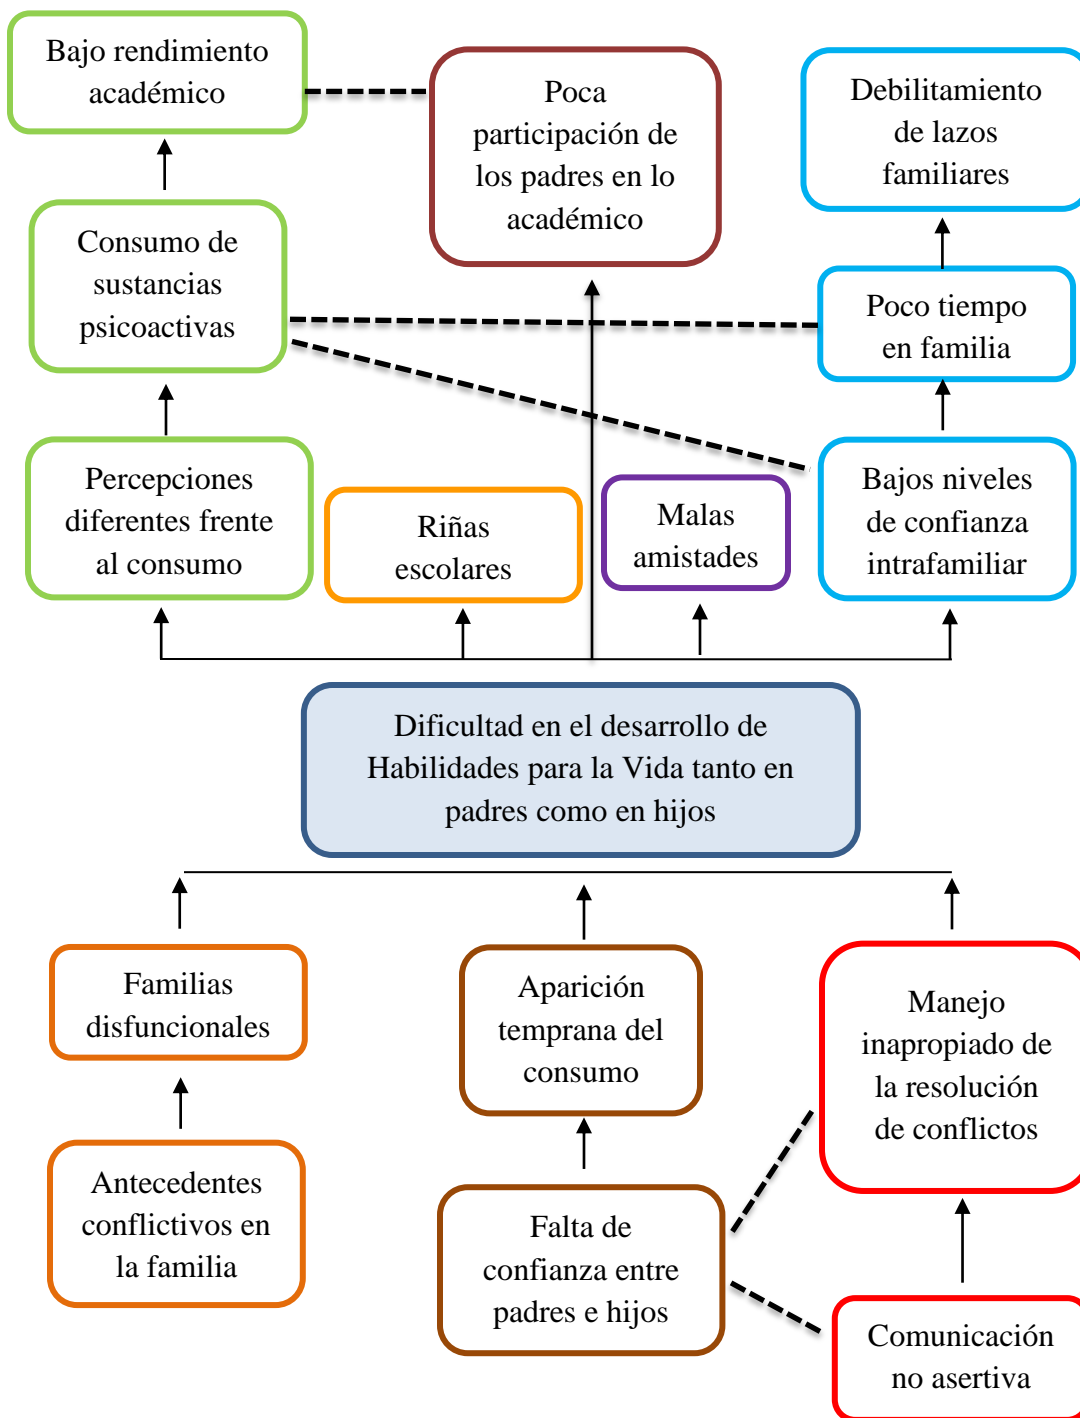 Bajo rendimiento
académico
Poca
participación de
los padres en lo
académico
Debilitamiento
de lazos
familiares
Consumo de
sustancias
psicoactivas
Poco tiempo
en familia
Percepciones
diferentes frente
al consumo
Riñas
escolares
Malas
amistades
Bajos niveles
de confianza
intrafamiliar
Dificultad en el desarrollo de
Habilidades para la Vida tanto en
padres como en hijos
Familias
disfuncionales
Aparición
temprana del
consumo
Manejo
inapropiado de
la resolución
de conflictos
Antecedentes
conflictivos en
la familia
Falta de
confianza entre
padres e hijos
Comunicación
no asertiva